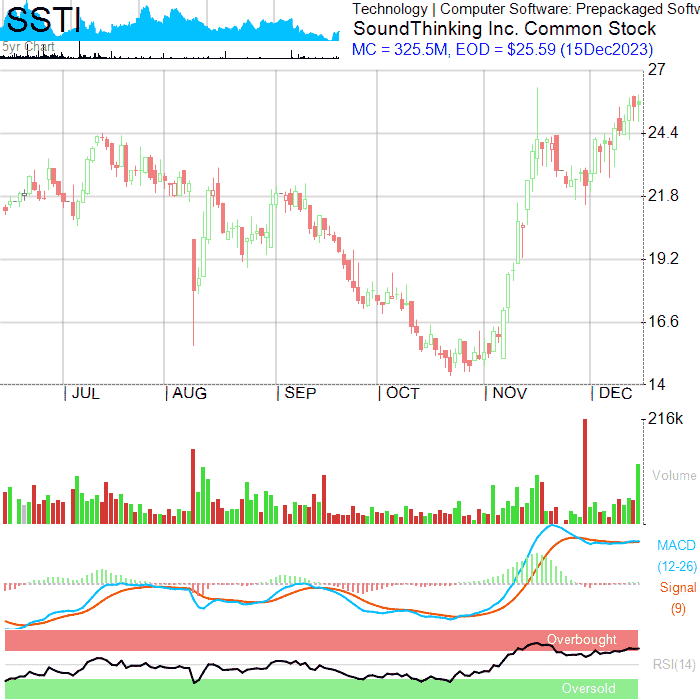 SSTI
5yr Chart
Technology | Computer Software: Prepackaged Softw
SoundThinking Inc. Common Stock
MC = 325.5M, EOD = $25.59 (15Dec2023)
27
24.4
21.8
19.2
16.6
14
JUL AUG SEP OCT NOV DEC
216k
Volume
MACD
(12-26)
Signal
(9)
Overbought
RSI(14)
Oversold